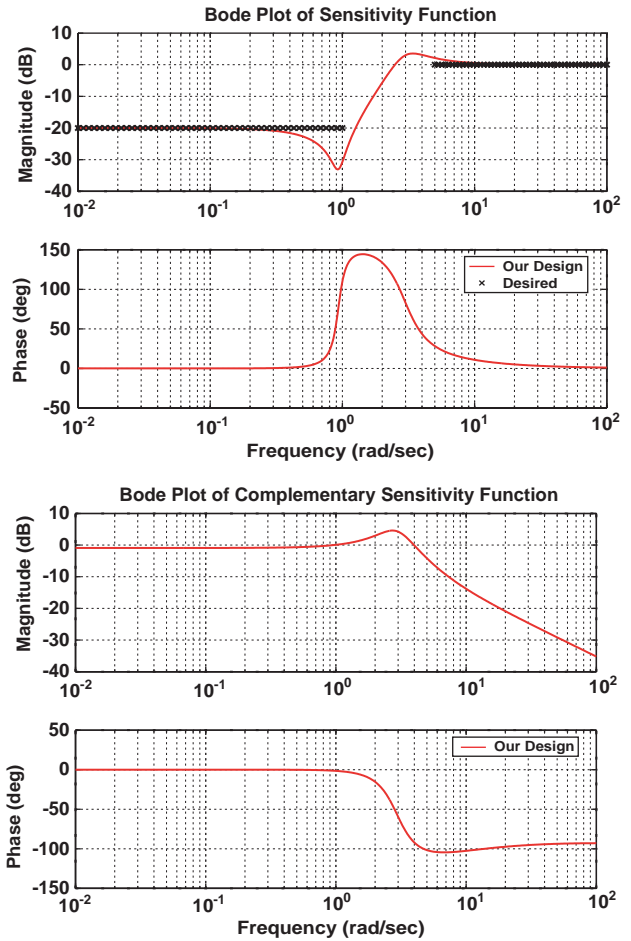 Bode Plot of Sensitivity Function
Magnitude (dB)
10
0
-10
-20
-30
-40
10^-2 10^-1 10^0 10^1 10^2
Phase (deg)
150
100
50
0
-50
Our Design
Desired
10^-2 10^-1 10^0 10^1 10^2
Frequency (rad/sec)
Bode Plot of Complementary Sensitivity Function
Magnitude (dB)
10
0
-10
-20
-30
-40
10^-2 10^-1 10^0 10^1 10^2
Phase (deg)
50
0
-50
-100
-150
Our Design
10^-2 10^-1 10^0 10^1 10^2
Frequency (rad/sec)